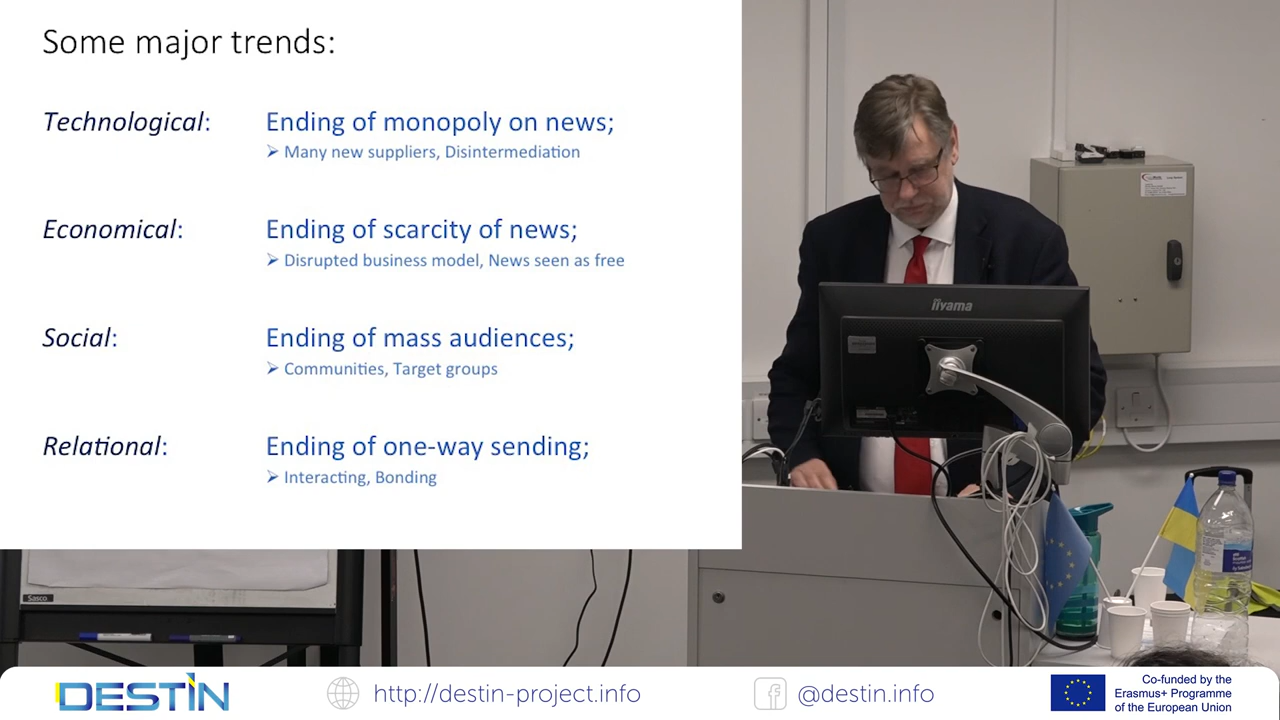 Some major trends:
Technological: Ending of monopoly on news;
➢ Many new suppliers, Disintermediation
Economical: Ending of scarcity of news;
➢ Disrupted business model, News seen as free
Social: Ending of mass audiences;
➢ Communities, Target groups
Relational: Ending of one-way sending;
➢ Interacting, Bonding
iiyama
Sasco
DESTIN
http://destin-project.info
@destin.info
Co-funded by the
Erasmus+ Programme
of the European Union